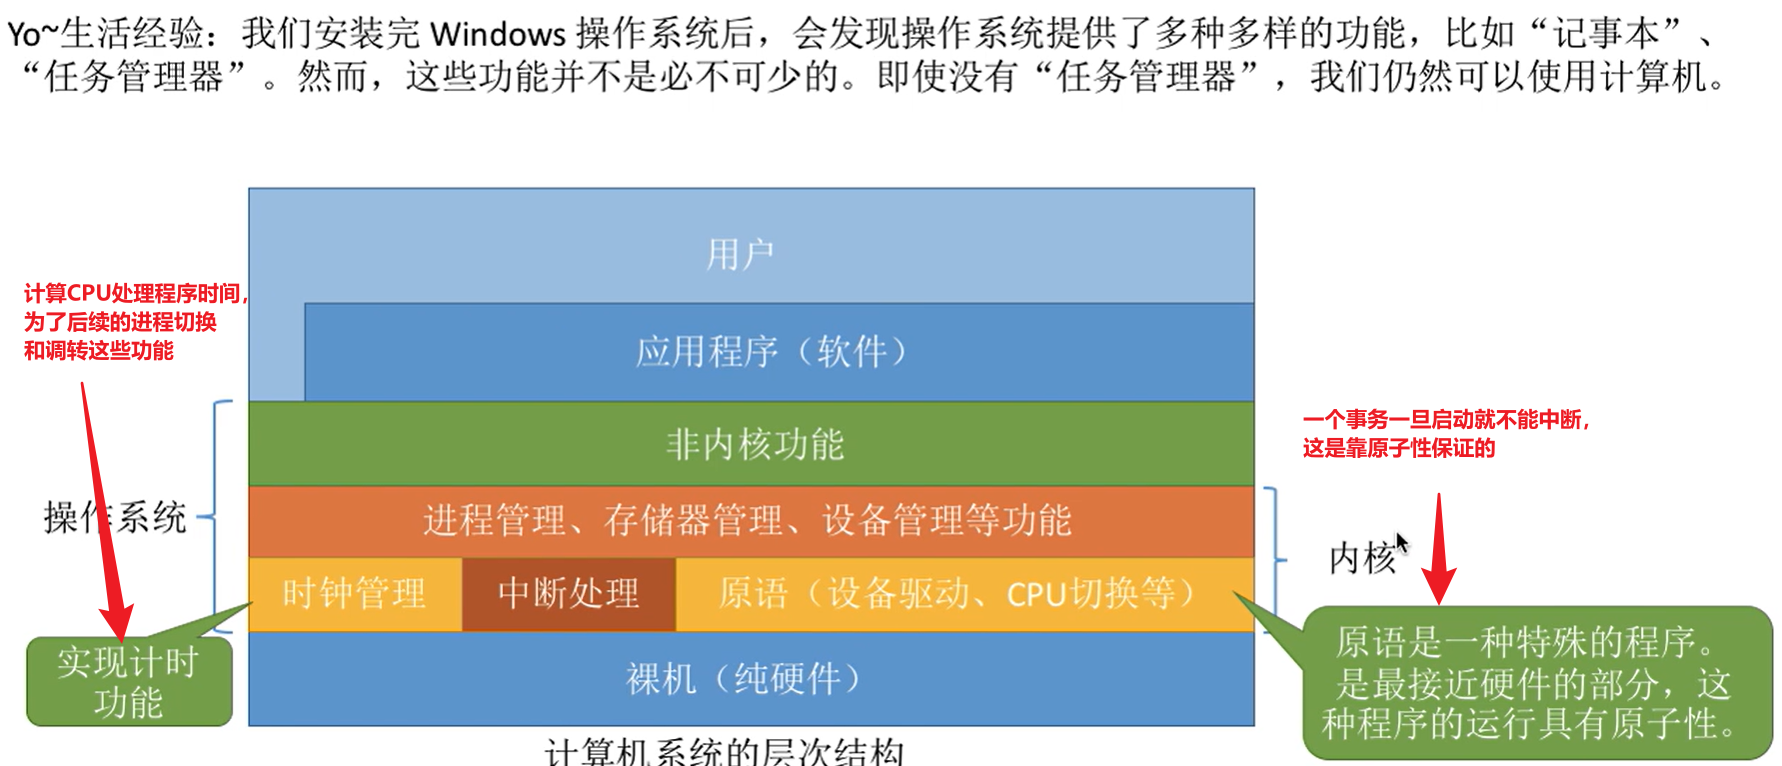 Yo~生活经验：我们安装完 Windows 操作系统后，会发现操作系统提供了多种多样的功能，比如“记事本”、
“任务管理器”。然而，这些功能并不是必不可少的。即使没有“任务管理器”，我们仍然可以使用计算机。
用户
计算CPU处理程序时间，
为了后续的进程切换
和调转这些功能
应用程序（软件）
一个事务一旦启动就不能中断，
这是靠原子性保证的
非内核功能
操作系统
进程管理、存储器管理、设备管理等功能
内核
时钟管理
中断处理
原语（设备驱动、CPU切换等）
实现计时
功能
裸机（纯硬件）
原语是一种特殊的程序。
是最接近硬件的部分，这
种程序的运行具有原子性。
计算机系统的层次结构